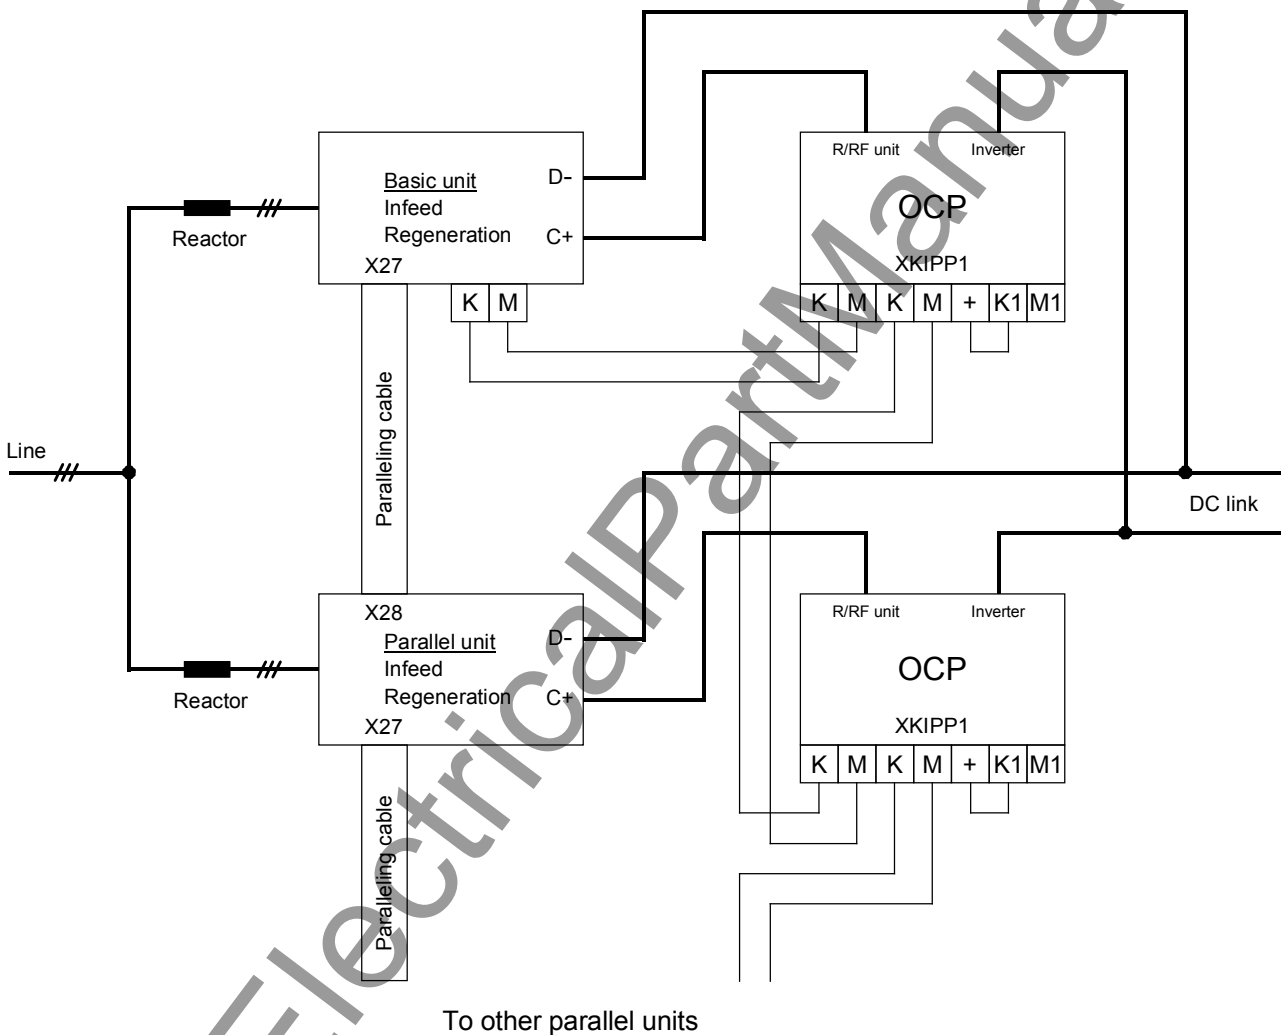 D-
R/RF unit Inverter
Basic unit
Infeed
Regeneration
OCP
C+
Reactor
X27
XKIPP1
K M
K M K M + K1 M1
Paralleling cable
Line
DC link
X28
R/RF unit Inverter
Parallel unit
D-
Infeed
OCP
Regeneration
C+
Reactor
X27
XKIPP1
K M K M + K1 M1
Paralleling cable
To other parallel units
ElectricalPartManua